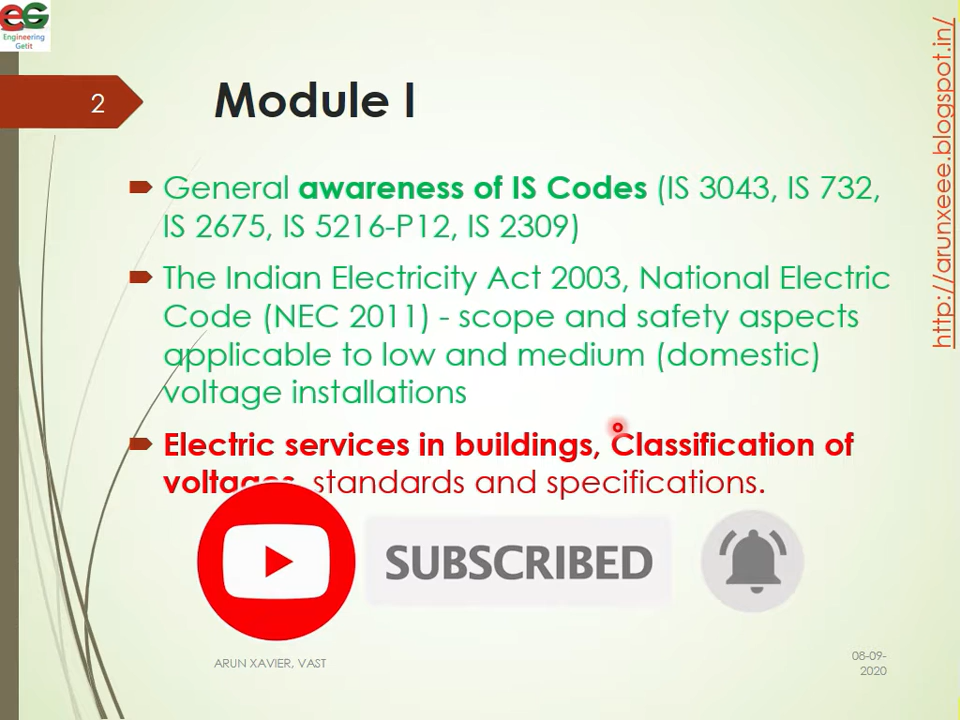 EG
Engineering
Getit
2
Module I
http://arunxeee.blogspot.in/
General awareness of IS Codes (IS 3043, IS 732,
IS 2675, IS 5216-P12, IS 2309)
The Indian Electricity Act 2003, National Electric
Code (NEC 2011) - scope and safety aspects
applicable to low and medium (domestic)
voltage installations
Electric services in buildings, Classification of
voltages, standards and specifications.
SUBSCRIBED
ARUN XAVIER, VAST
08-09-
2020